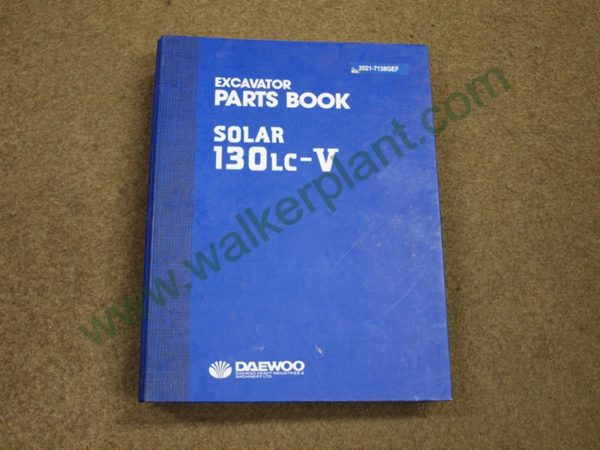 2021-7138GEF
EXCAVATOR
PARTS BOOK
SOLAR
130LC-V
www.walkerplant.com
DAEWOO
DAEWOO HEAVY INDUSTRIES &
MACHINERY LTD.